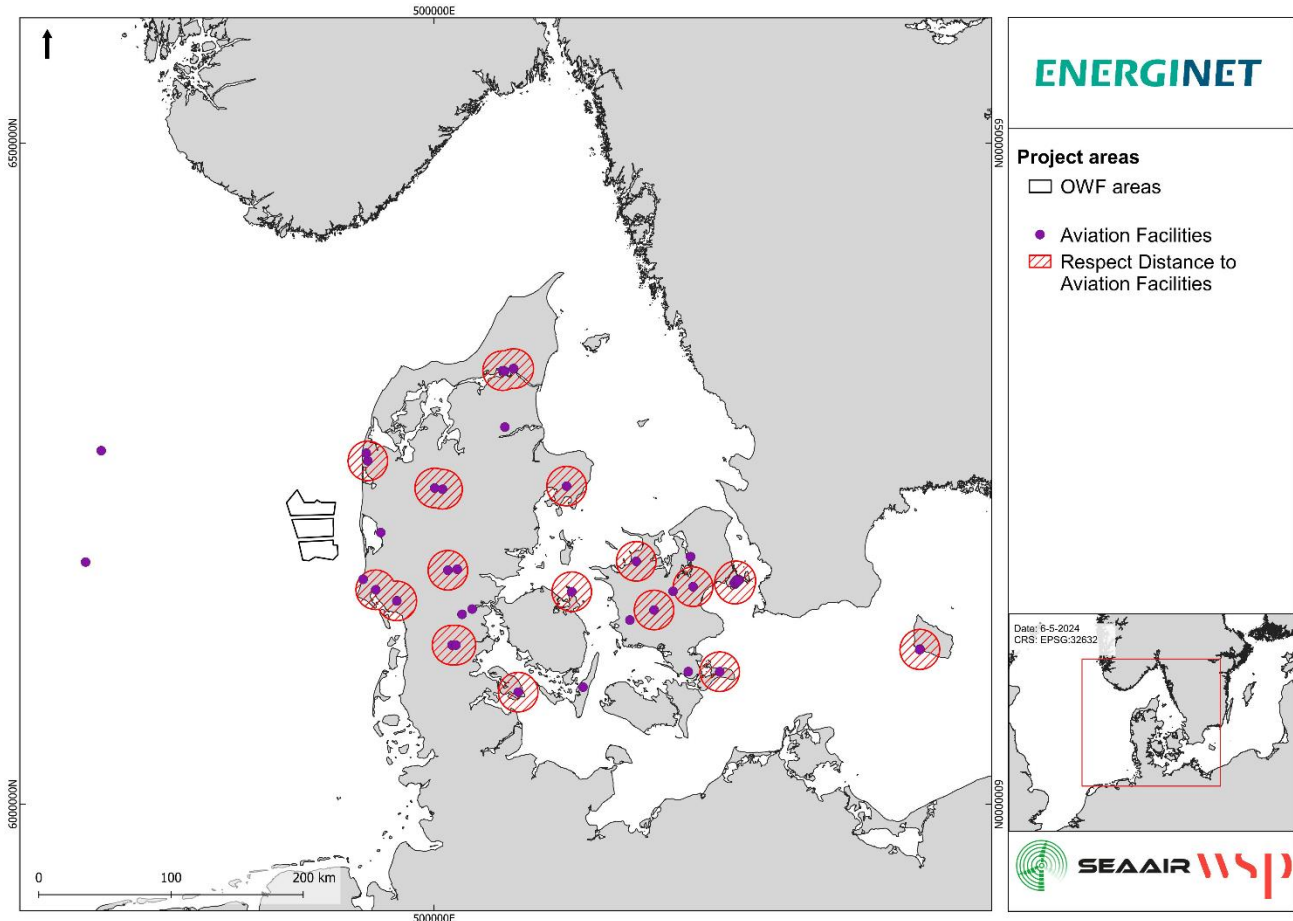 500000E
6500000N
6500000N
6000000N
6000000N
0 100 200 km
500000E
ENERGINET
Project areas
OWF areas
Aviation Facilities
Respect Distance to
Aviation Facilities
Date: 6-5-2024
CRS: EPSG:32632
SEAAIR
wsp